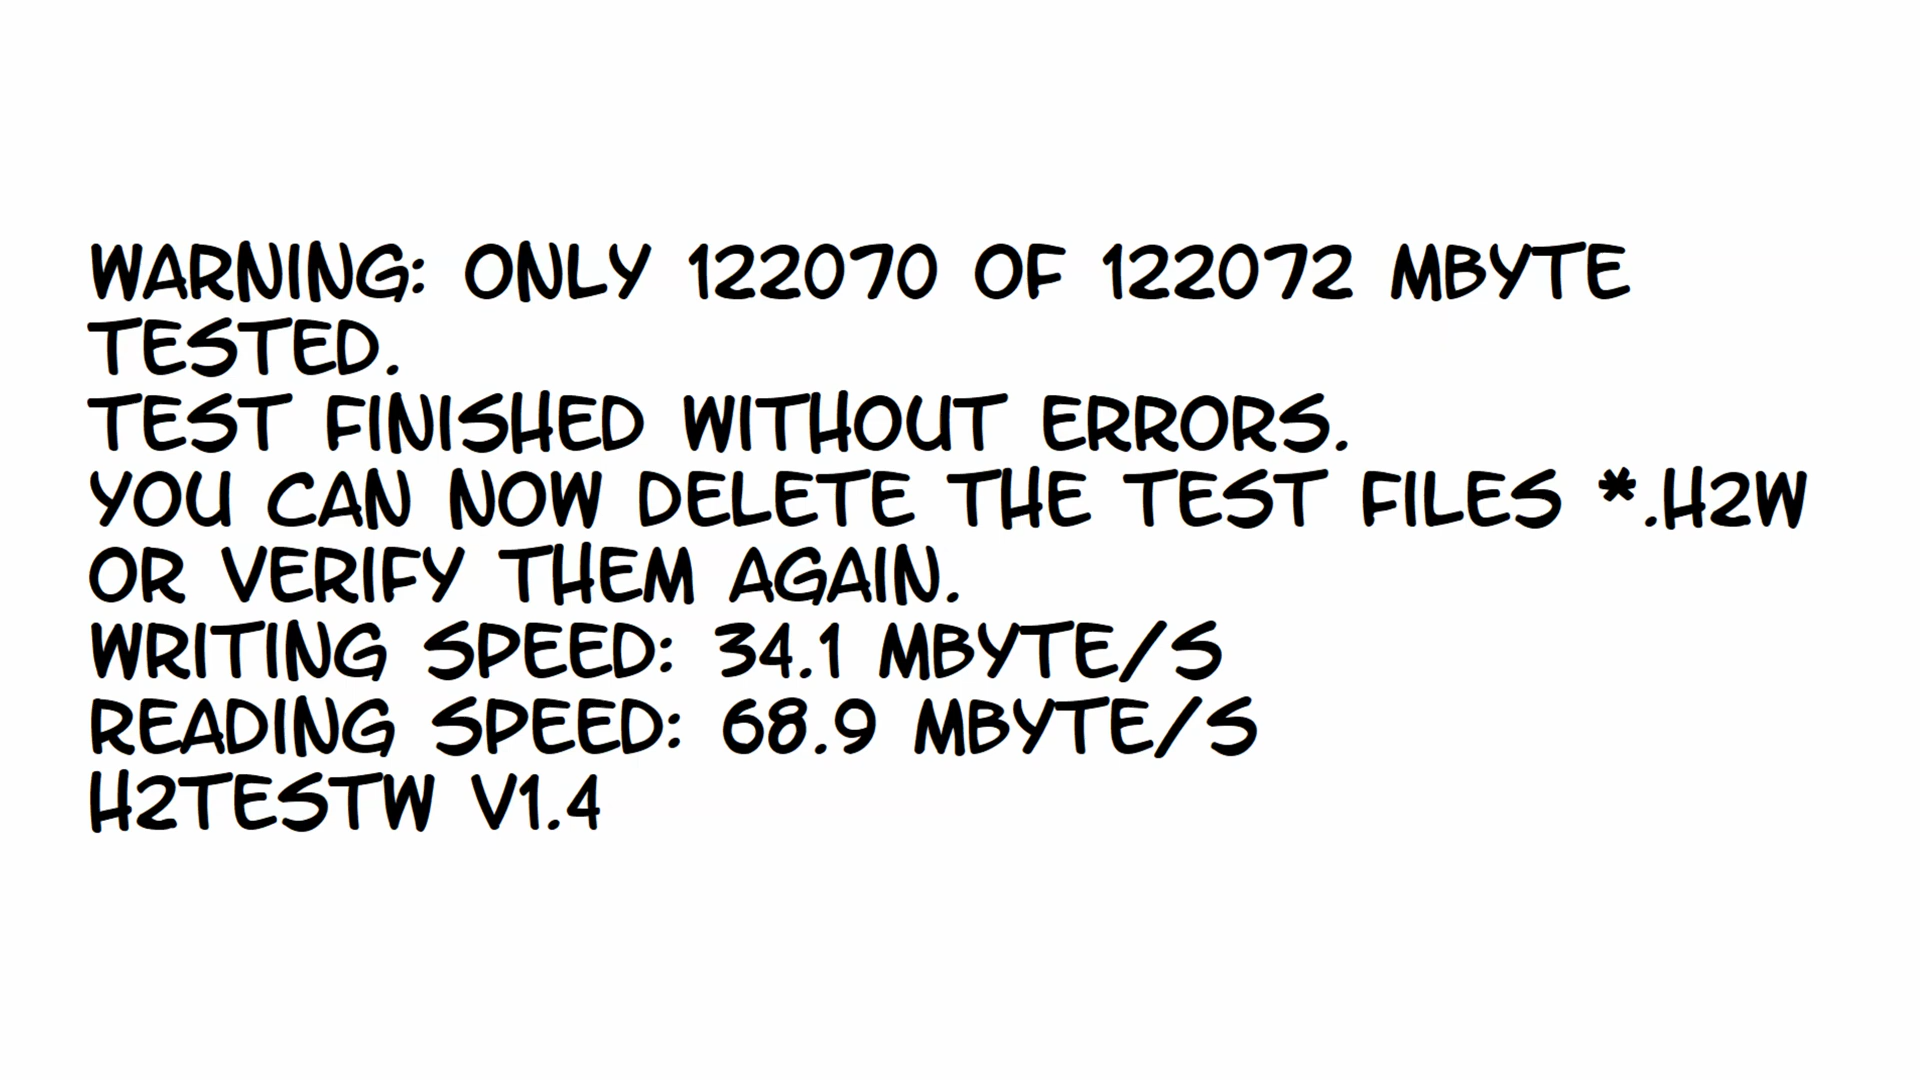 WARNING: ONLY 122070 OF 122072 MBYTE
TESTED.
TEST FINISHED WITHOUT ERRORS.
YOU CAN NOW DELETE THE TEST FILES *.H2W
OR VERIFY THEM AGAIN.
WRITING SPEED: 34.1 MBYTE/S
READING SPEED: 68.9 MBYTE/S
H2TESTW V1.4